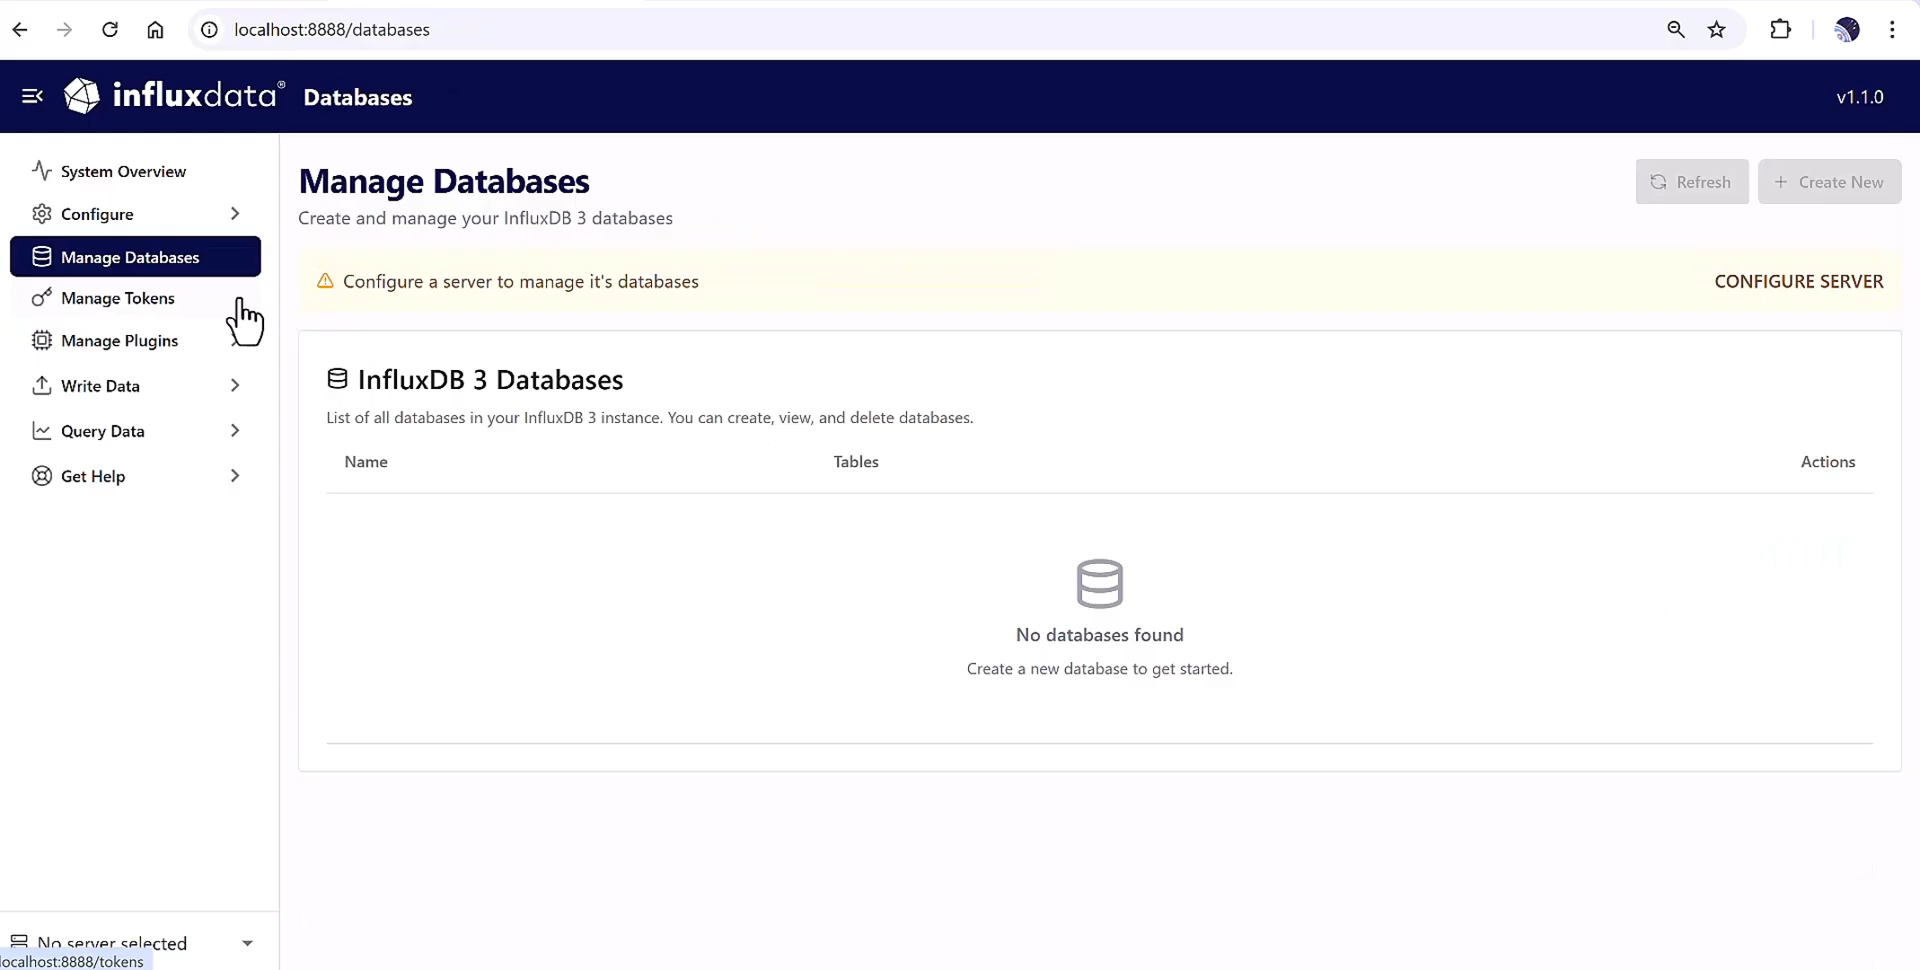 localhost:8888/databases
influxdata® Databases
v1.1.0
System Overview
Configure
Manage Databases
Manage Tokens
Manage Plugins
Write Data
Query Data
Get Help
No server selected
localhost:8888/tokens
Manage Databases
Create and manage your InfluxDB 3 databases
Refresh
+ Create New
Configure a server to manage it's databases
CONFIGURE SERVER
InfluxDB 3 Databases
List of all databases in your InfluxDB 3 instance. You can create, view, and delete databases.
Name Tables Actions
No databases found
Create a new database to get started.